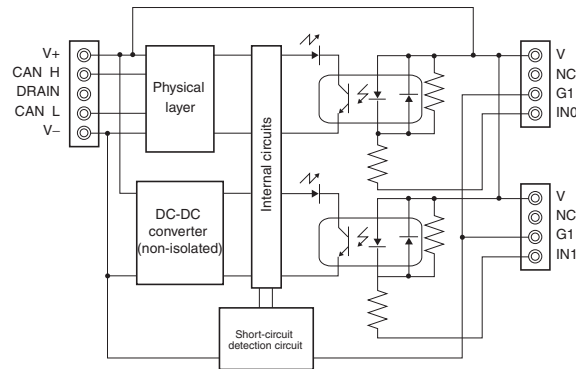 V+
CAN H
DRAIN
CAN L
V–
Physical
layer
Internal circuits
DC-DC
converter
(non-isolated)
Short-circuit
detection circuit
V
NC
G1
IN0
V
NC
G1
IN1